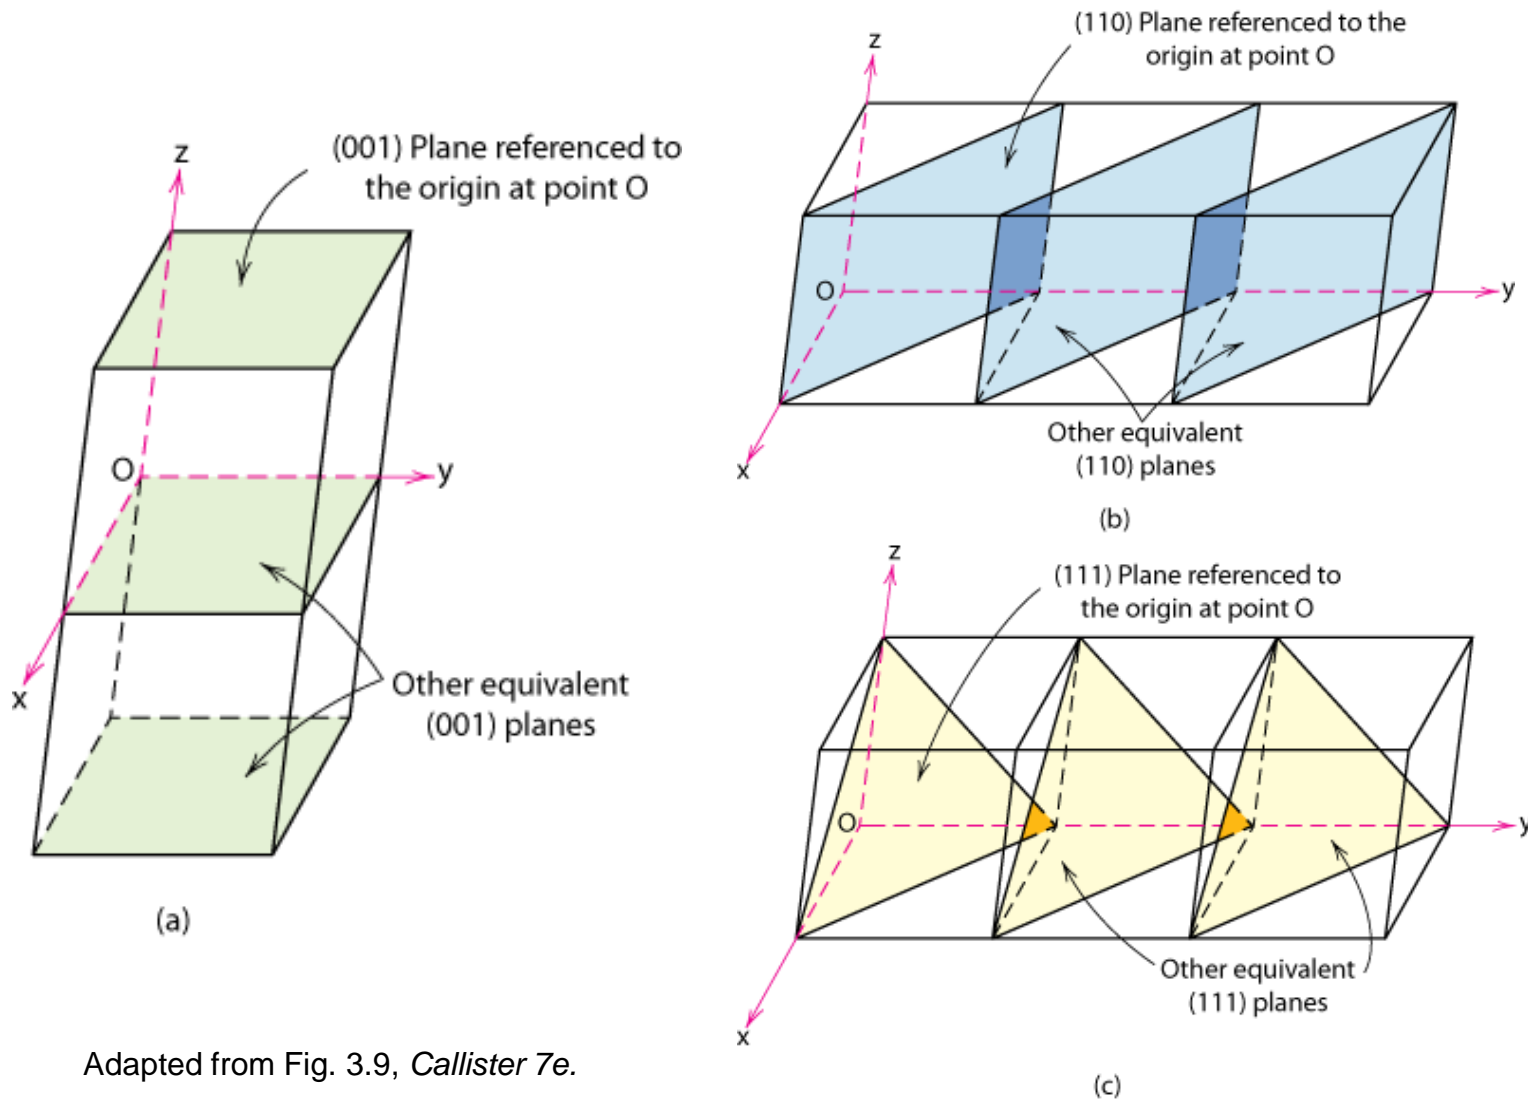 z
(001) Plane referenced to
the origin at point O
O
y
x
Other equivalent
(001) planes
(a)
(110) Plane referenced to the
origin at point O
z
O
y
x
Other equivalent
(110) planes
(b)
z
(111) Plane referenced to
the origin at point O
O
y
x
Other equivalent
(111) planes
(c)
Adapted from Fig. 3.9, Callister 7e.